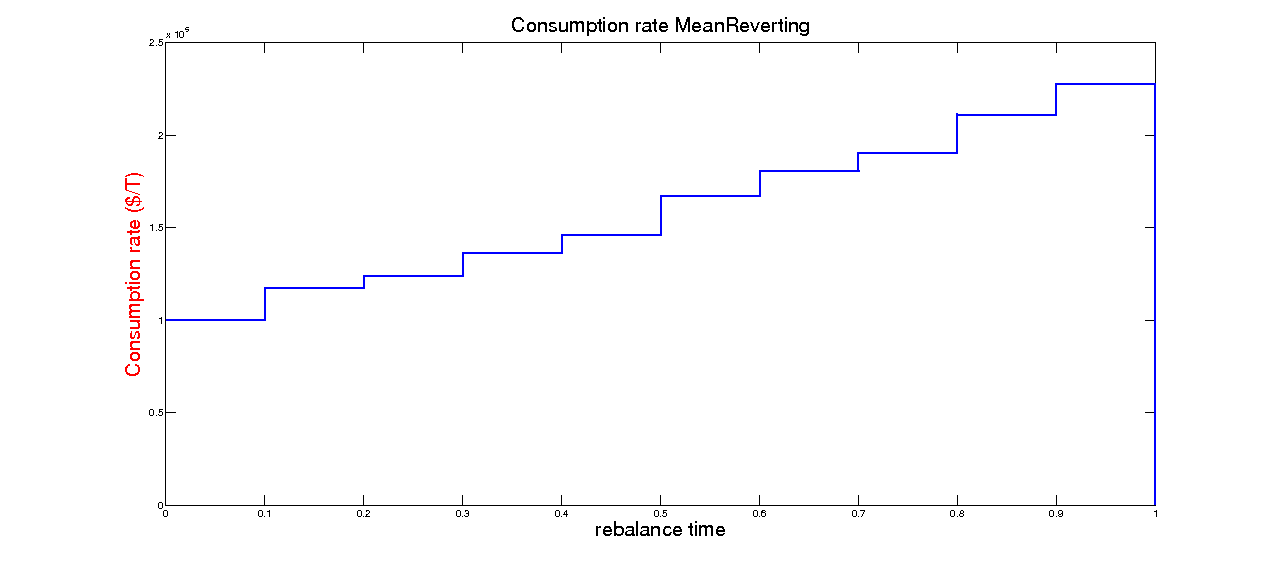 Consumption rate MeanReverting
x 10
2.5
2
1.5
1
0.5
0
Consumption rate ($/T)
0 0.1 0.2 0.3 0.4 0.5 0.6 0.7 0.8 0.9 1
rebalance time